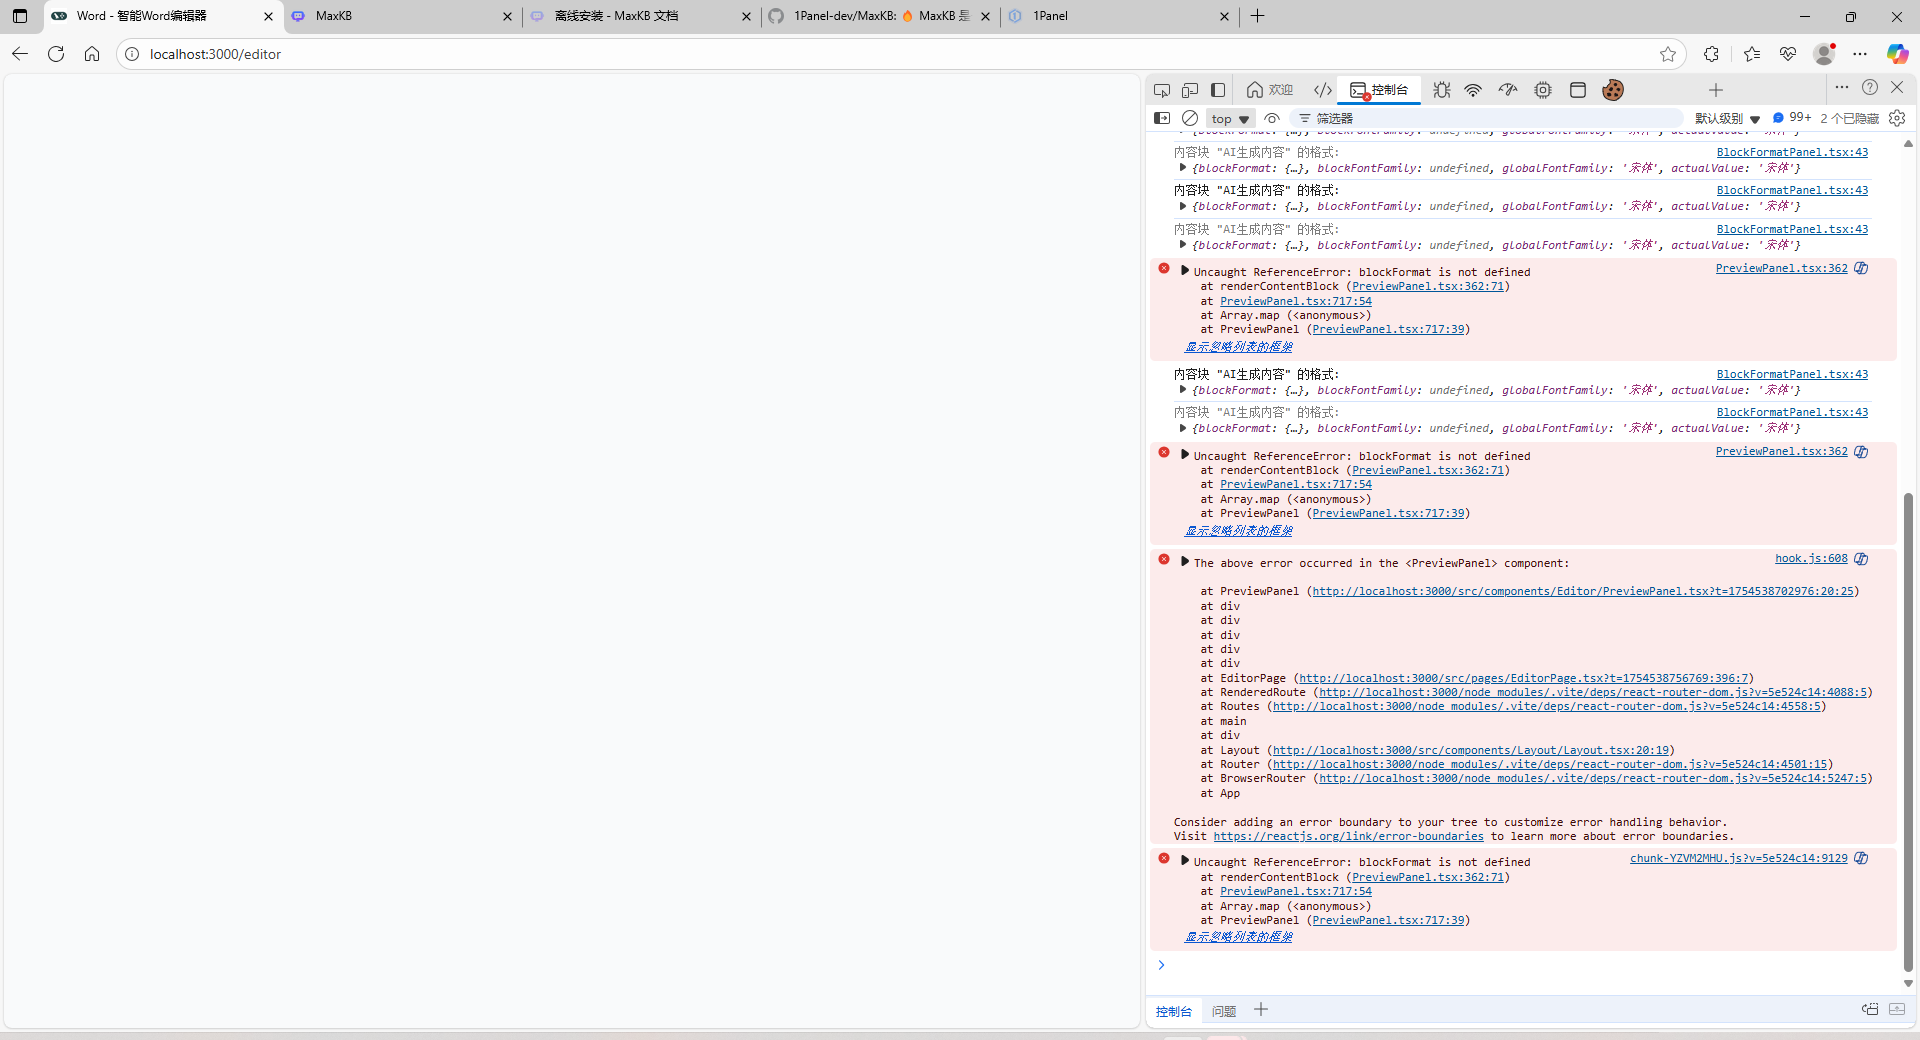 Word - 智能Word编辑器
MaxKB
离线安装 - MaxKB 文档
1Panel-dev/MaxKB: 🔥 MaxKB 是
1Panel
localhost:3000/editor
欢迎
控制台
top
筛选器
默认级别
99+
2 个已隐藏
{blockFormat: {…}, blockFontFamily: undefined, globalFontFamily: '宋体', actualValue: '宋体'}
内容块 "AI生成内容" 的格式:
BlockFormatPanel.tsx:43
{blockFormat: {…}, blockFontFamily: undefined, globalFontFamily: '宋体', actualValue: '宋体'}
内容块 "AI生成内容" 的格式:
BlockFormatPanel.tsx:43
{blockFormat: {…}, blockFontFamily: undefined, globalFontFamily: '宋体', actualValue: '宋体'}
内容块 "AI生成内容" 的格式:
BlockFormatPanel.tsx:43
{blockFormat: {…}, blockFontFamily: undefined, globalFontFamily: '宋体', actualValue: '宋体'}
Uncaught ReferenceError: blockFormat is not defined
PreviewPanel.tsx:362
at renderContentBlock (PreviewPanel.tsx:362:71)
at PreviewPanel.tsx:717:54
at Array.map (<anonymous>)
at PreviewPanel (PreviewPanel.tsx:717:39)
显示忽略列表的框架
内容块 "AI生成内容" 的格式:
BlockFormatPanel.tsx:43
{blockFormat: {…}, blockFontFamily: undefined, globalFontFamily: '宋体', actualValue: '宋体'}
内容块 "AI生成内容" 的格式:
BlockFormatPanel.tsx:43
{blockFormat: {…}, blockFontFamily: undefined, globalFontFamily: '宋体', actualValue: '宋体'}
Uncaught ReferenceError: blockFormat is not defined
PreviewPanel.tsx:362
at renderContentBlock (PreviewPanel.tsx:362:71)
at PreviewPanel.tsx:717:54
at Array.map (<anonymous>)
at PreviewPanel (PreviewPanel.tsx:717:39)
显示忽略列表的框架
The above error occurred in the <PreviewPanel> component:
hook.js:608
at PreviewPanel (http://localhost:3000/src/components/Editor/PreviewPanel.tsx?t=1754538702976:20:25)
at div
at div
at div
at div
at div
at EditorPage (http://localhost:3000/src/pages/EditorPage.tsx?t=1754538756769:396:7)
at RenderedRoute (http://localhost:3000/node_modules/.vite/deps/react-router-dom.js?v=5e524c14:4088:5)
at Routes (http://localhost:3000/node_modules/.vite/deps/react-router-dom.js?v=5e524c14:4558:5)
at main
at div
at Layout (http://localhost:3000/src/components/Layout/Layout.tsx:20:19)
at Router (http://localhost:3000/node_modules/.vite/deps/react-router-dom.js?v=5e524c14:4501:15)
at BrowserRouter (http://localhost:3000/node_modules/.vite/deps/react-router-dom.js?v=5e524c14:5247:5)
at App
Consider adding an error boundary to your tree to customize error handling behavior.
Visit https://reactjs.org/link/error-boundaries to learn more about error boundaries.
Uncaught ReferenceError: blockFormat is not defined
chunk-YZVM2MHU.js?v=5e524c14:9129
at renderContentBlock (PreviewPanel.tsx:362:71)
at PreviewPanel.tsx:717:54
at Array.map (<anonymous>)
at PreviewPanel (PreviewPanel.tsx:717:39)
显示忽略列表的框架
控制台
问题